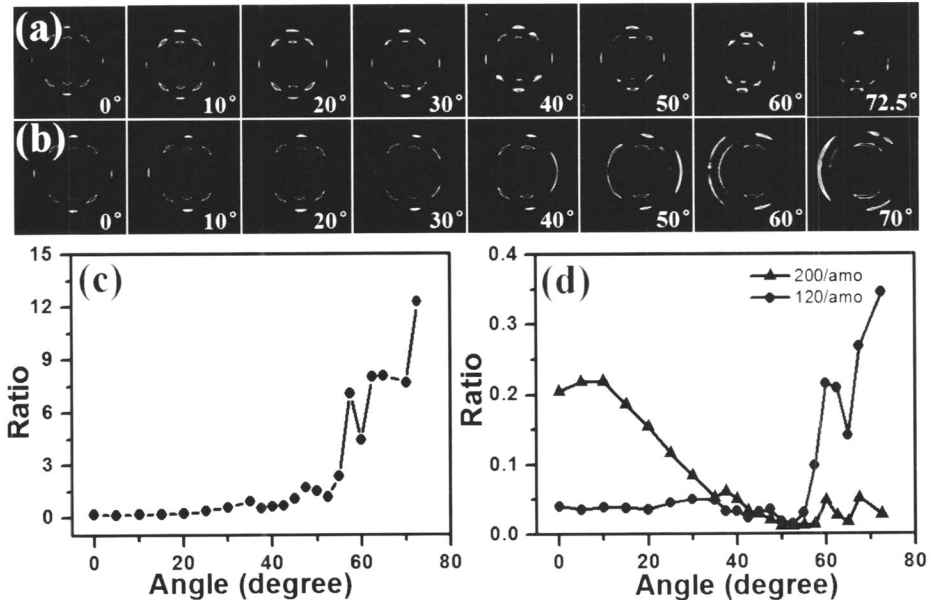 (a)
0° 10° 20° 30° 40° 50° 60° 72.5°
(b)
0° 10° 20° 30° 40° 50° 60° 70°
(c)
15
12
9
6
3
0
Ratio
0 20 40 60 80
Angle (degree)
(d)
200/amo
120/amo
0.4
0.3
0.2
0.1
0.0
Ratio
0 20 40 60 80
Angle (degree)